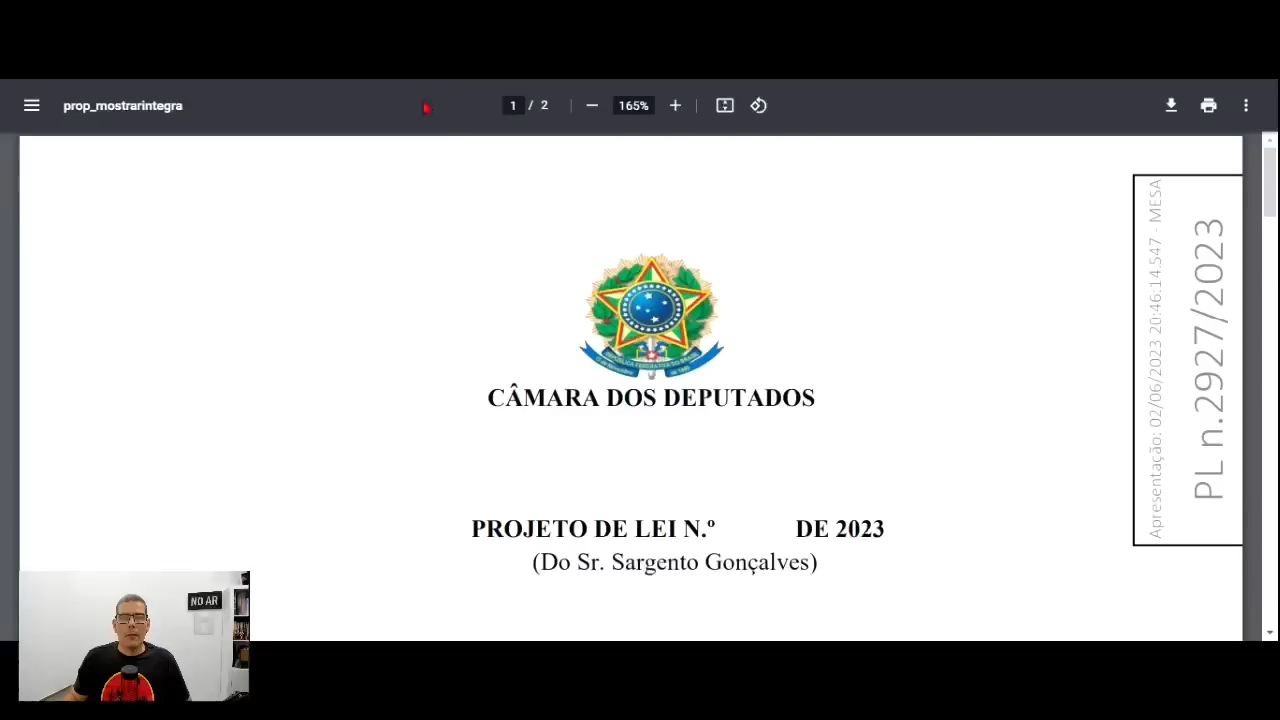 prop_mostrarintegra
1 / 2
165%
CÂMARA DOS DEPUTADOS
PROJETO DE LEI N.º DE 2023
(Do Sr. Sargento Gonçalves)
Apresentação: 02/06/2023 20:46:14.547 - MESA
PL n.2927/2023
NO AR